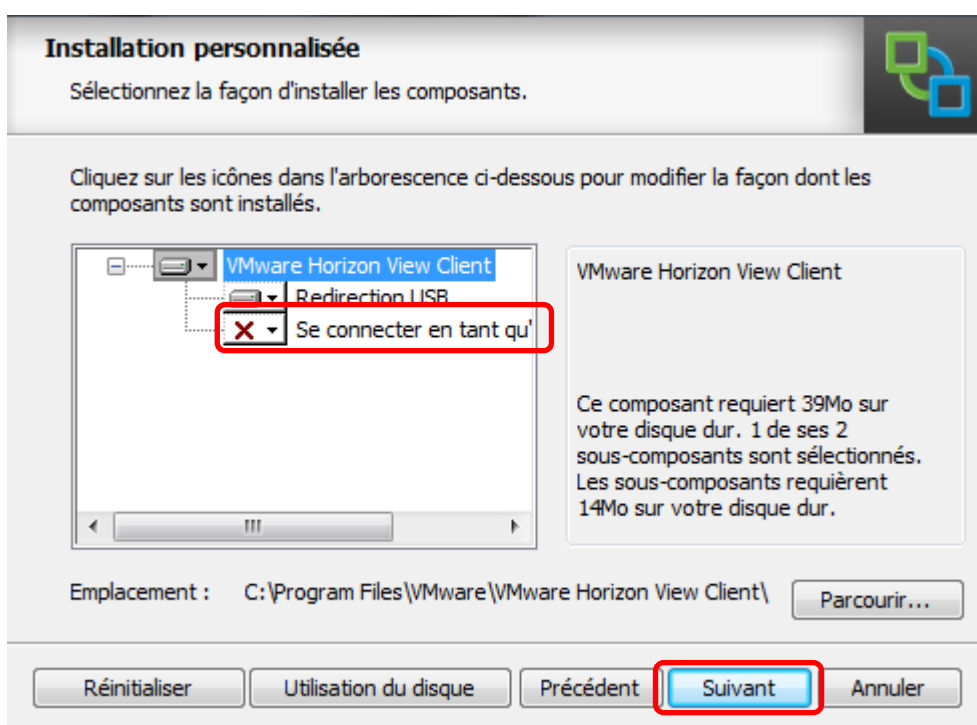 Installation personnalisée
Sélectionnez la façon d'installer les composants.
Cliquez sur les icônes dans l'arborescence ci-dessous pour modifier la façon dont les
composants sont installés.
VMware Horizon View Client
Redirection USB
Se connecter en tant qu'
VMware Horizon View Client
Ce composant requiert 39Mo sur
votre disque dur. 1 de ses 2
sous-composants sont sélectionnés.
Les sous-composants requièrent
14Mo sur votre disque dur.
Emplacement : C:\Program Files\VMware\VMware Horizon View Client\ Parcourir...
Réinitialiser Utilisation du disque Précédent Suivant Annuler